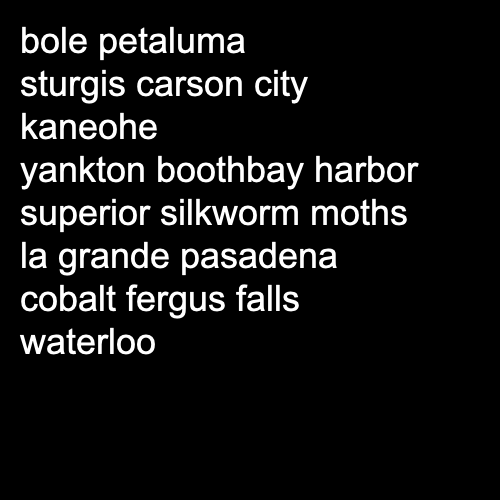 bole petaluma
sturgis carson city
kaneohe
yankton boothbay harbor
superior silkworm moths
la grande pasadena
cobalt fergus falls
waterloo